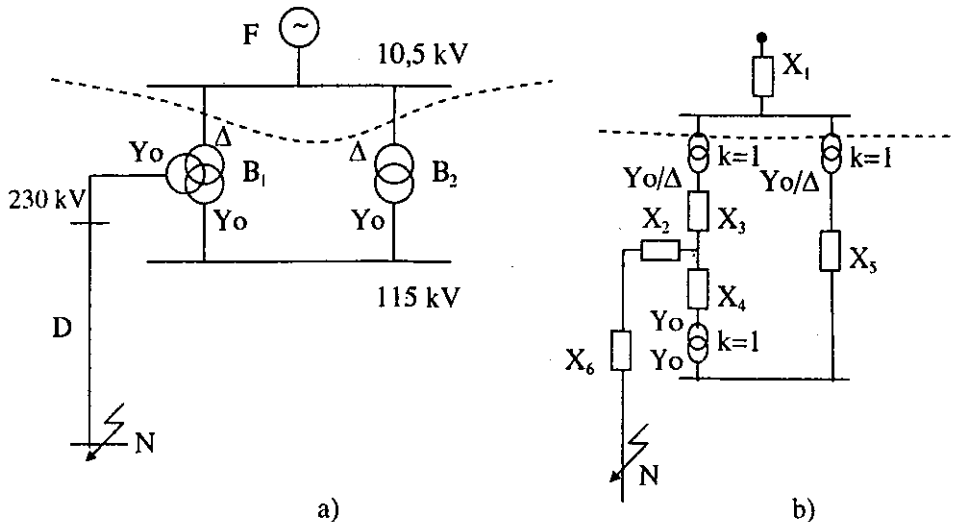 F
~
10,5 kV
Δ
Yo
B₁
Δ
B₂
Yo
Yo
230 kV
115 kV
D
N
a)
X₁
k=1
k=1
Yo/Δ
Yo/Δ
X₂
X₃
X₅
X₄
Yo
k=1
Yo
X₆
N
b)